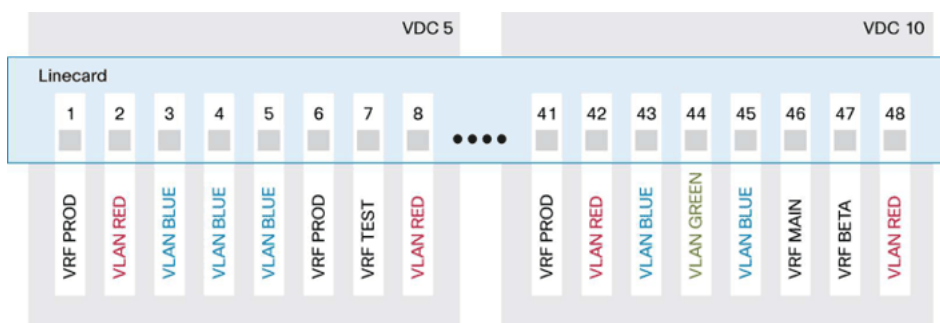 VDC 5 VDC 10
Linecard
1 2 3 4 5 6 7 8 41 42 43 44 45 46 47 48
VRF PROD
VLAN RED
VLAN BLUE
VLAN BLUE
VLAN BLUE
VRF PROD
VRF TEST
VLAN RED
VRF PROD
VLAN RED
VLAN BLUE
VLAN GREEN
VLAN BLUE
VRF MAIN
VRF BETA
VLAN RED